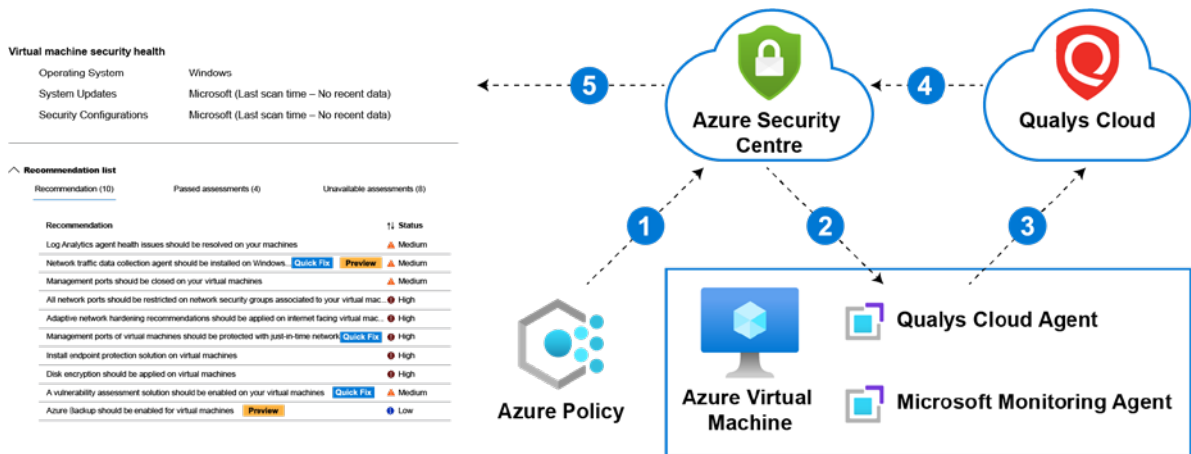 Virtual machine security health
Operating System Windows
System Updates Microsoft (Last scan time – No recent data)
Security Configurations Microsoft (Last scan time – No recent data)
Recommendation list
Recommendation (10) Passed assessments (4) Unavailable assessments (8)
Recommendation Status
Log Analytics agent health issues should be resolved on your machines Medium
Network traffic data collection agent should be installed on Windows... Quick Fix Preview Medium
Management ports should be closed on your virtual machines Medium
All network ports should be restricted on network security groups associated to your virtual mac... High
Adaptive network hardening recommendations should be applied on internet facing virtual mac... High
Management ports of virtual machines should be protected with just-in-time network Quick Fix High
Install endpoint protection solution on virtual machines High
Disk encryption should be applied on virtual machines High
A vulnerability assessment solution should be enabled on your virtual machines Quick Fix Medium
Azure Backup should be enabled for virtual machines Preview Low
5
Azure Security
Centre
4
Qualys Cloud
1
2
3
Azure Policy
Azure Virtual
Machine
Qualys Cloud Agent
Microsoft Monitoring Agent